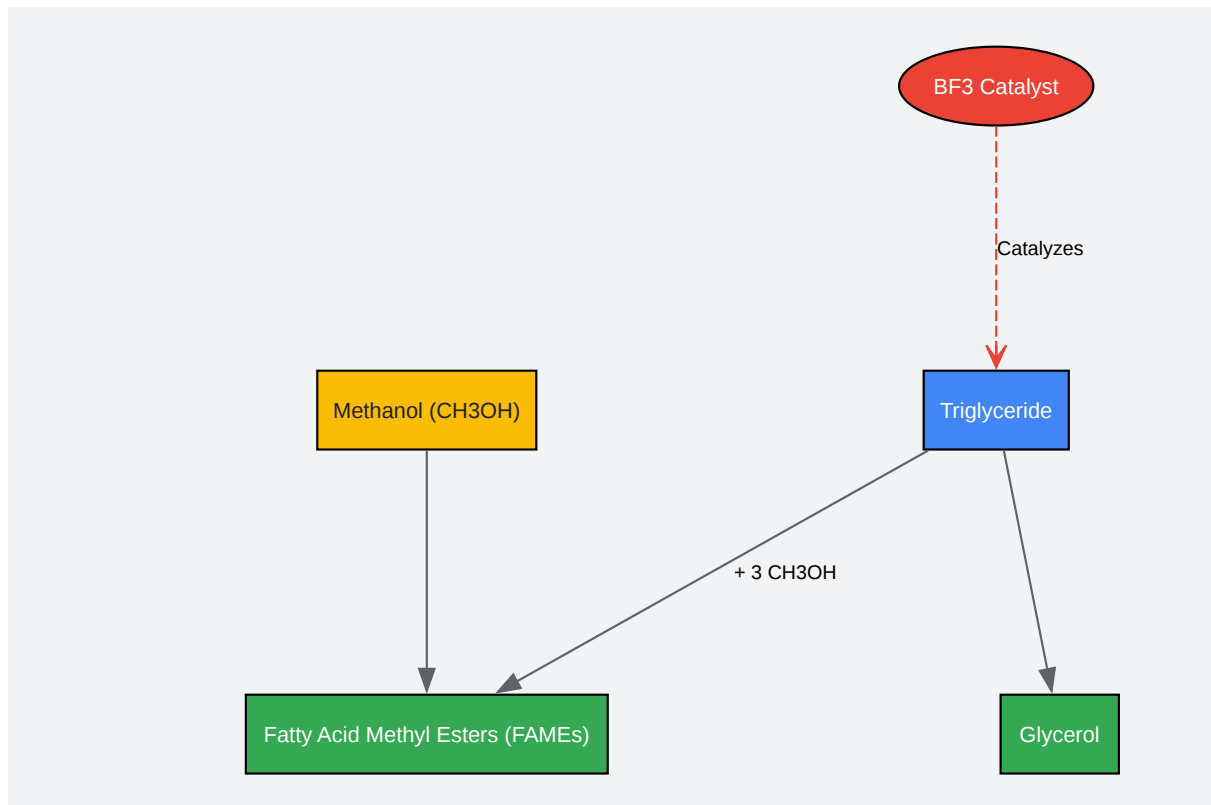 BF3 Catalyst
Catalyzes
Methanol (CH3OH)
Triglyceride
+ 3 CH3OH
Fatty Acid Methyl Esters (FAMEs)
Glycerol